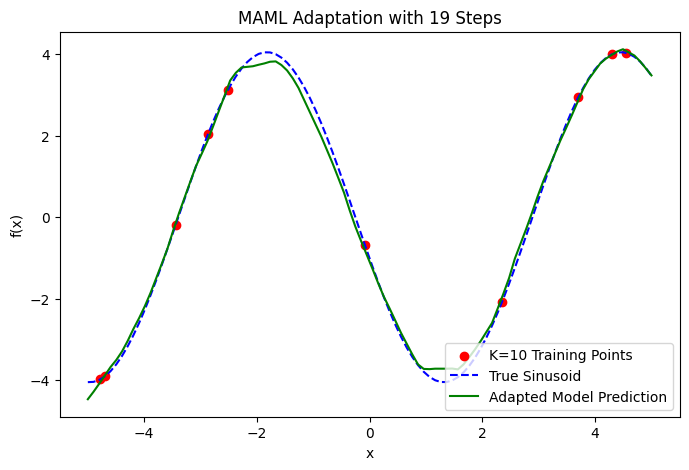 MAML Adaptation with 19 Steps
f(x)
4
2
0
−2
−4
K=10 Training Points
True Sinusoid
Adapted Model Prediction
−4
−2
0
2
4
x